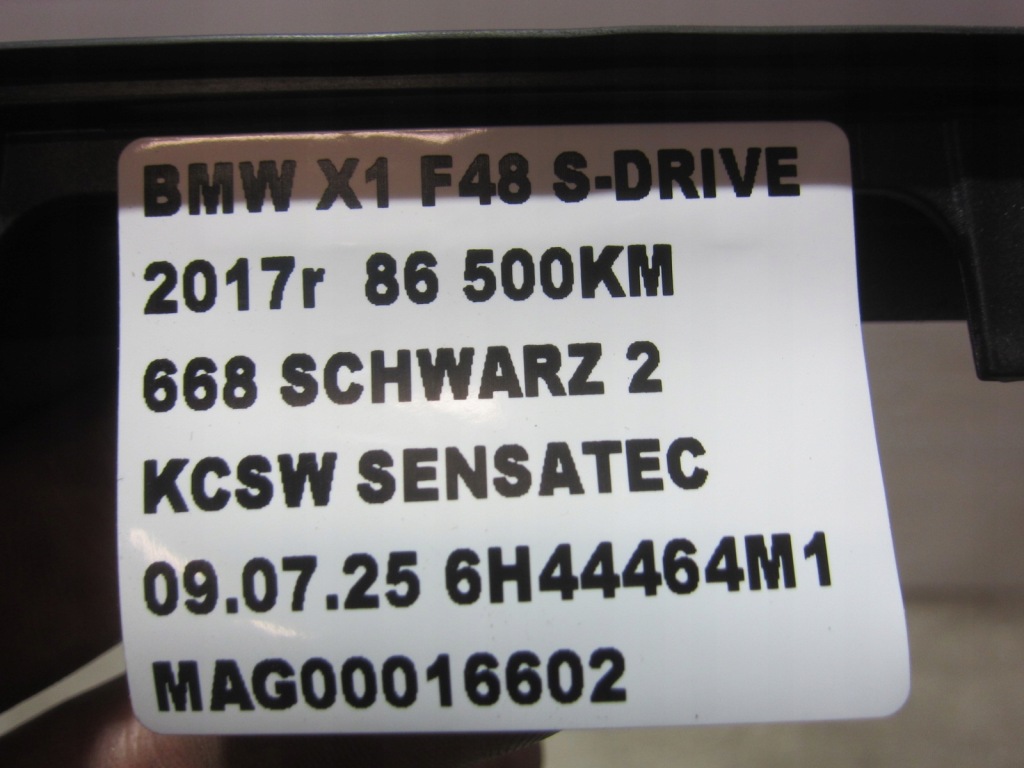 BMW X1 F48 S-DRIVE
2017r 86 500KM
668 SCHWARZ 2
KCSW SENSATEC
09.07.25 6H44464M1
MAG00016602